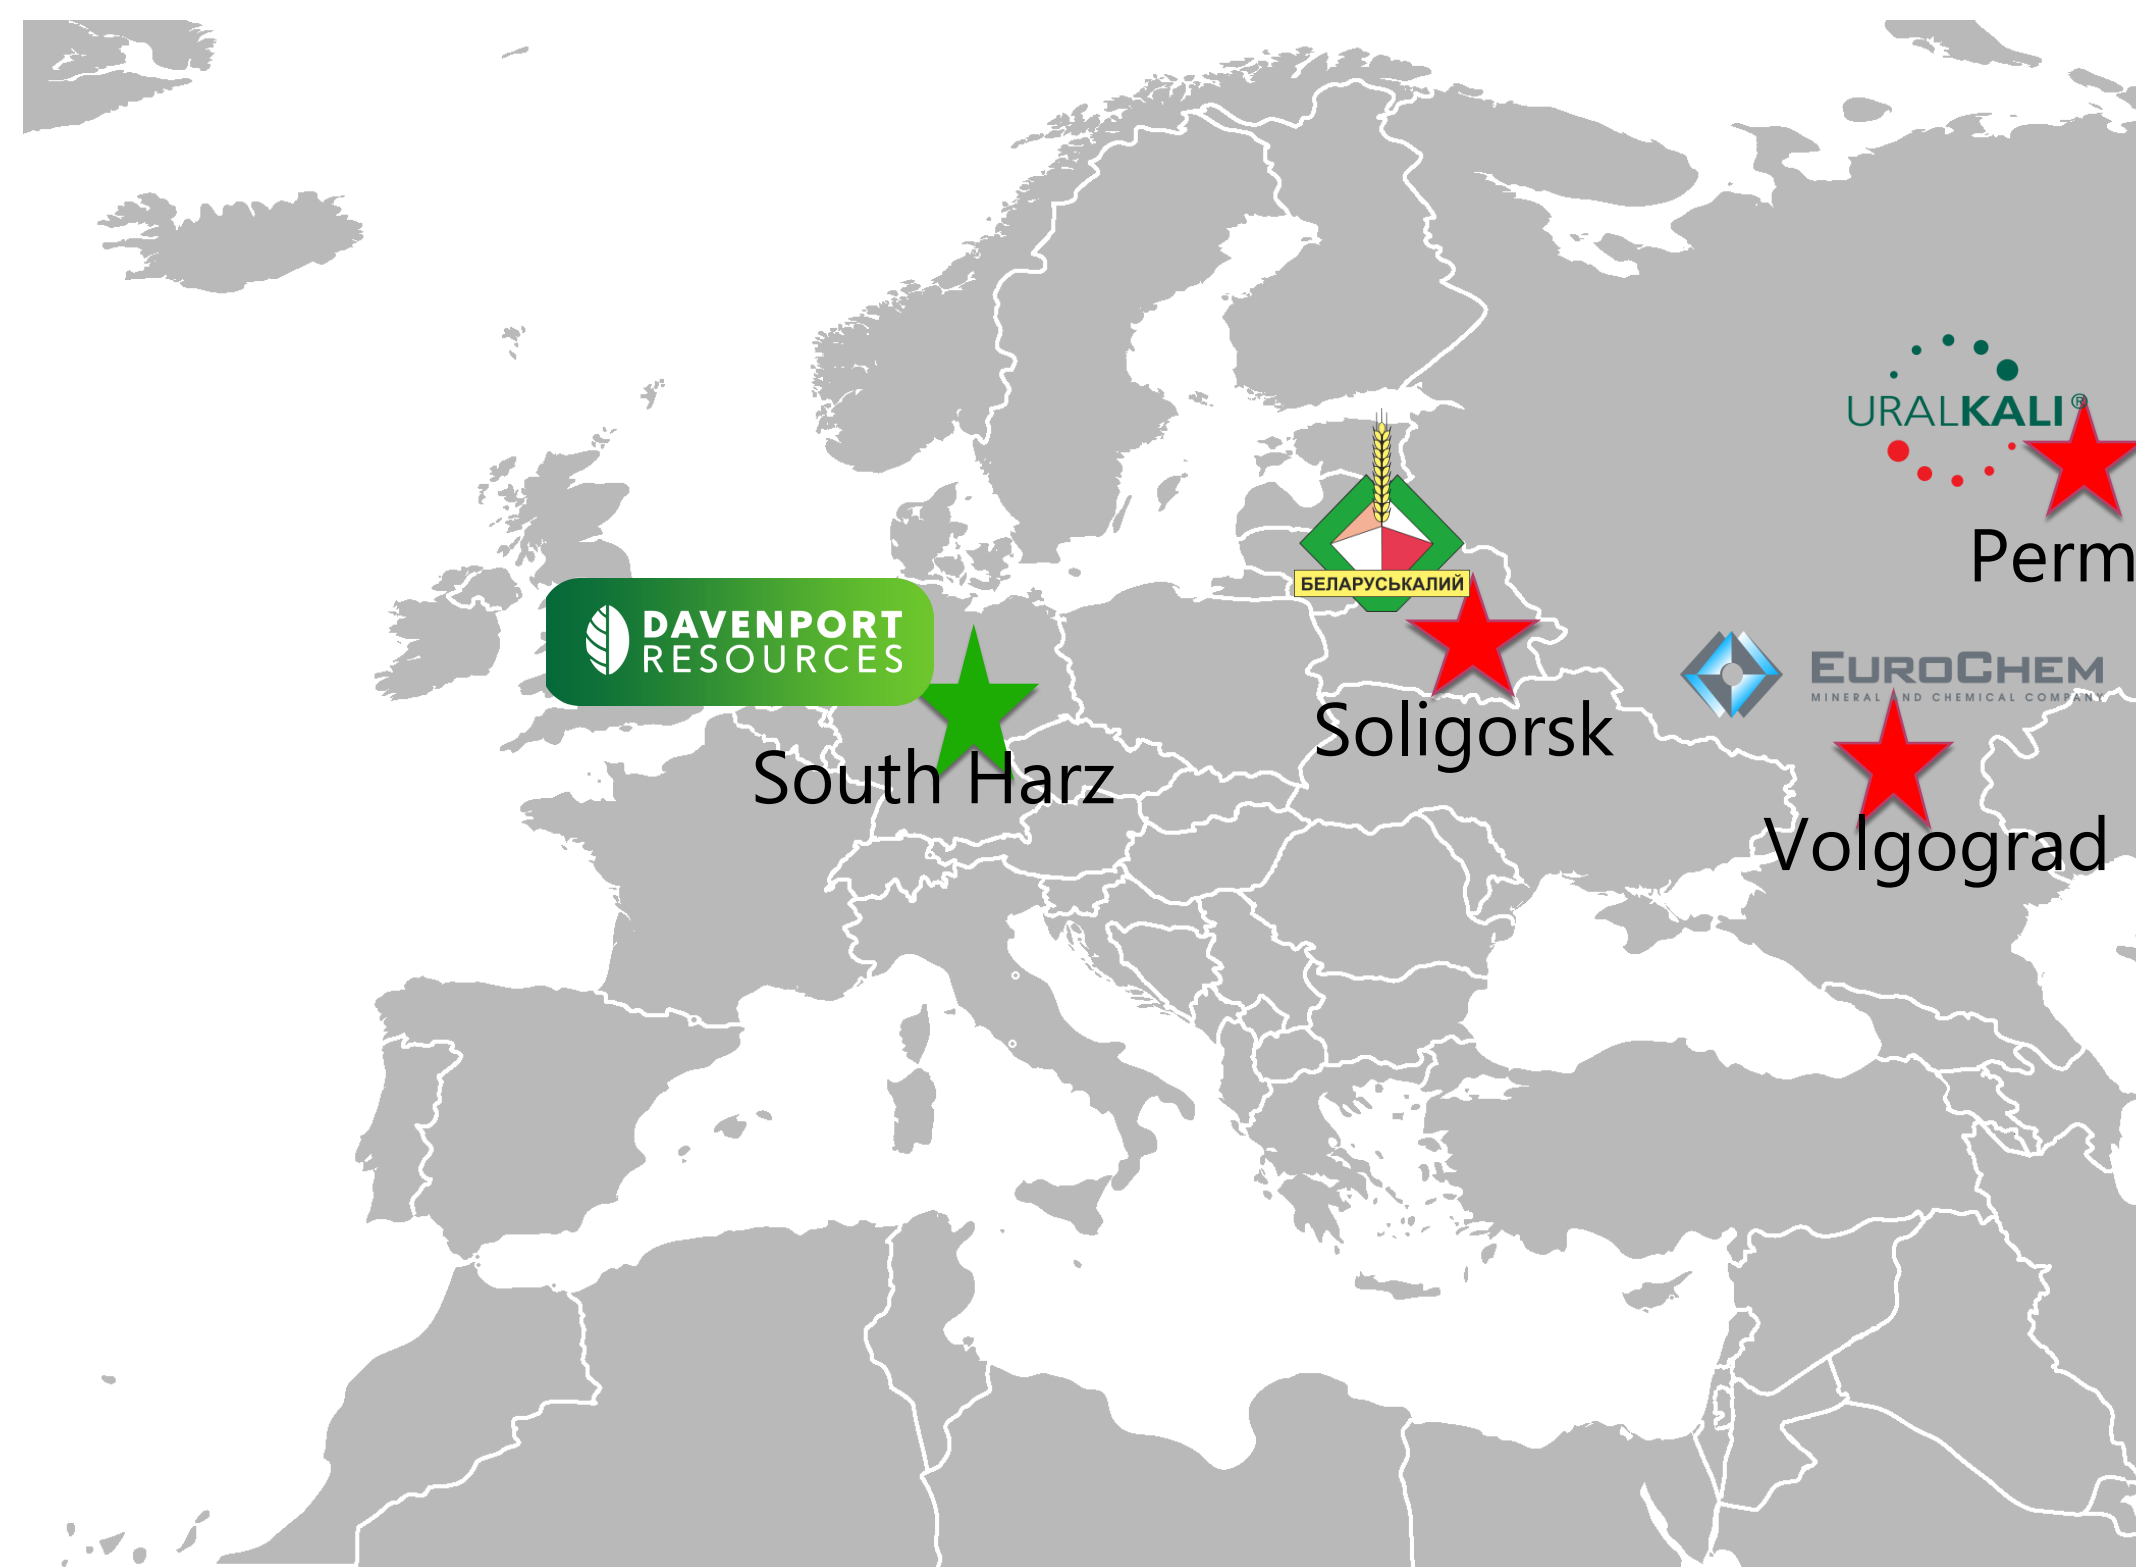 URALKALI®
Perm
БЕЛАРУСЬКАЛИЙ
DAVENPORT
RESOURCES
EUROCHEM
MINERAL AND CHEMICAL COMPANY
Soligorsk
South Harz
Volgograd